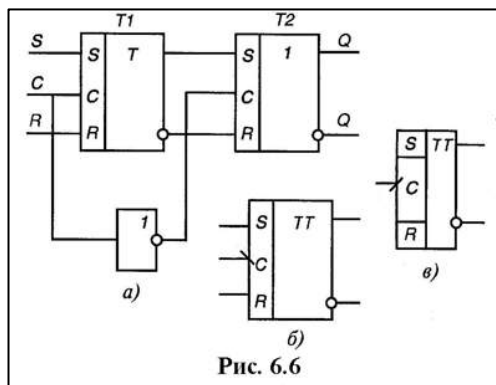 T1 T2
S S T S 1 Q
C C C
R R R Q
1
S TT
C
R
а)
S TT
C
R
б)
в)
Рис. 6.6